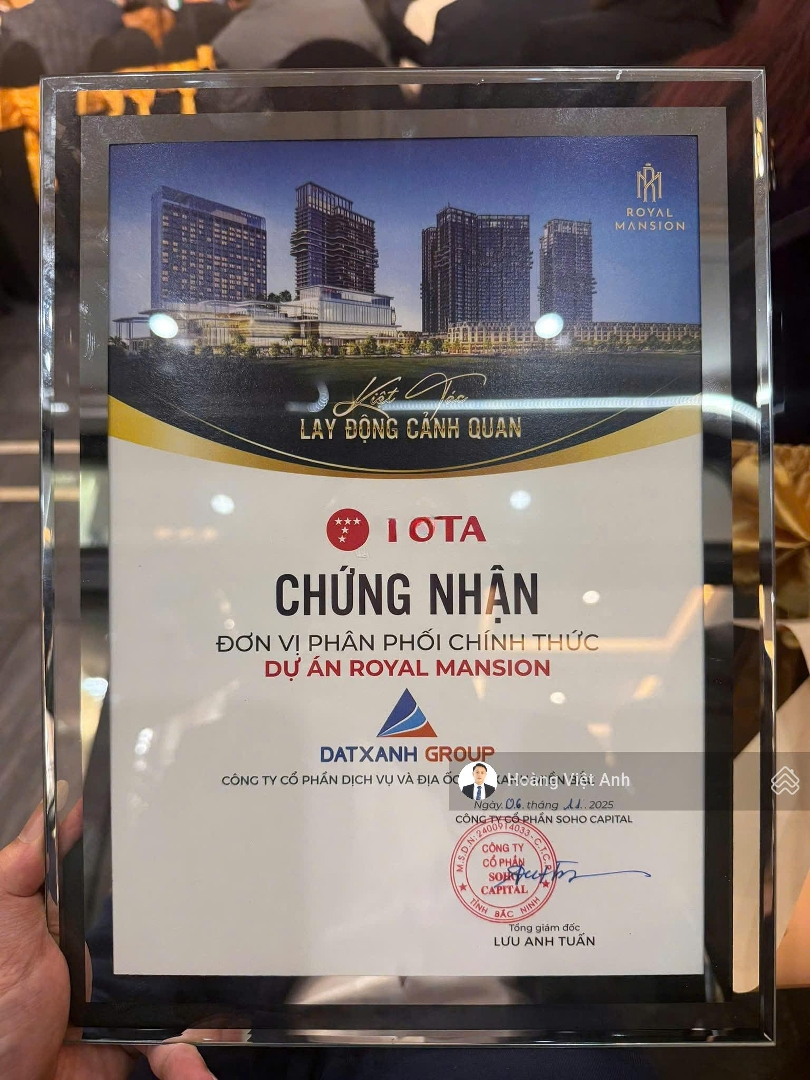 ROYAL
MANSION
Kiệt Tác
LAY ĐỘNG CẢNH QUAN
IOTA
CHỨNG NHẬN
ĐƠN VỊ PHÂN PHỐI CHÍNH THỨC
DỰ ÁN ROYAL MANSION
DATXANH GROUP
CÔNG TY CỔ PHẦN DỊCH VỤ VÀ ĐỊA ỐC
Hoàng Việt Anh
Ngày 06 tháng 11 . 2025
CÔNG TY CỔ PHẦN SOHO CAPITAL
M.S.D.N:2400914033-C.T.C.P
CÔNG TY
CỔ PHẦN
SOHO
CAPITAL
TỈNH BẮC NINH
Tổng giám đốc
LƯU ANH TUẤN